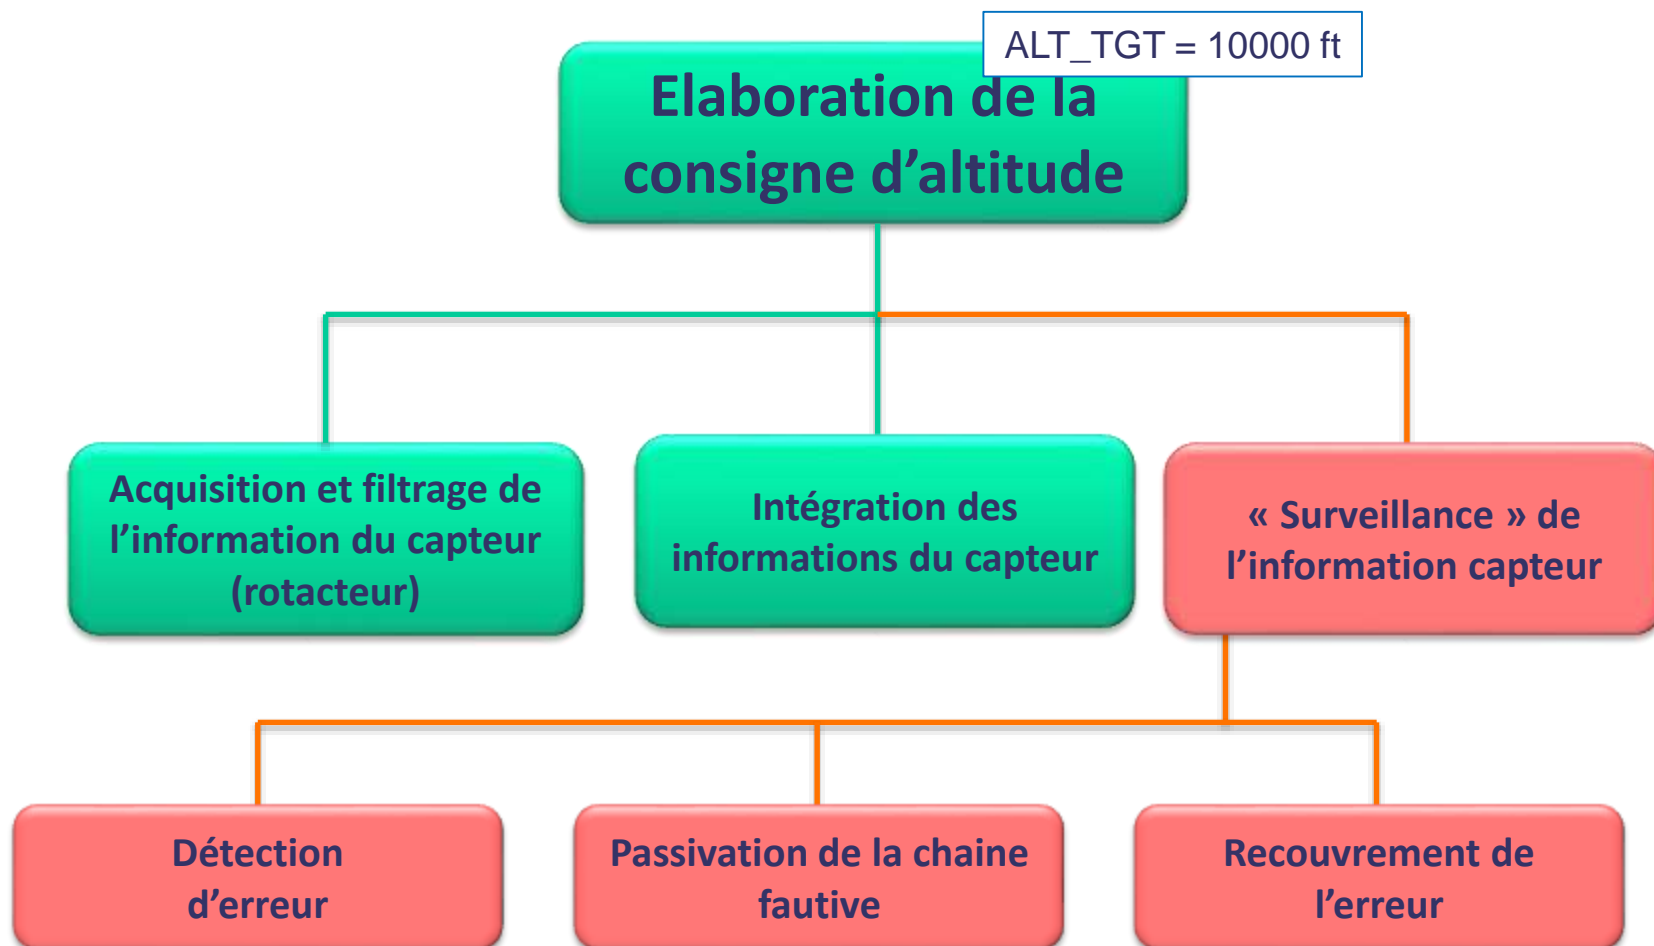 ALT_TGT = 10000 ft
Elaboration de la
consigne d’altitude
Acquisition et filtrage de
l’information du capteur
(rotacteur)
Intégration des
informations du capteur
« Surveillance » de
l’information capteur
Détection
d’erreur
Passivation de la chaine
fautive
Recouvrement de
l’erreur